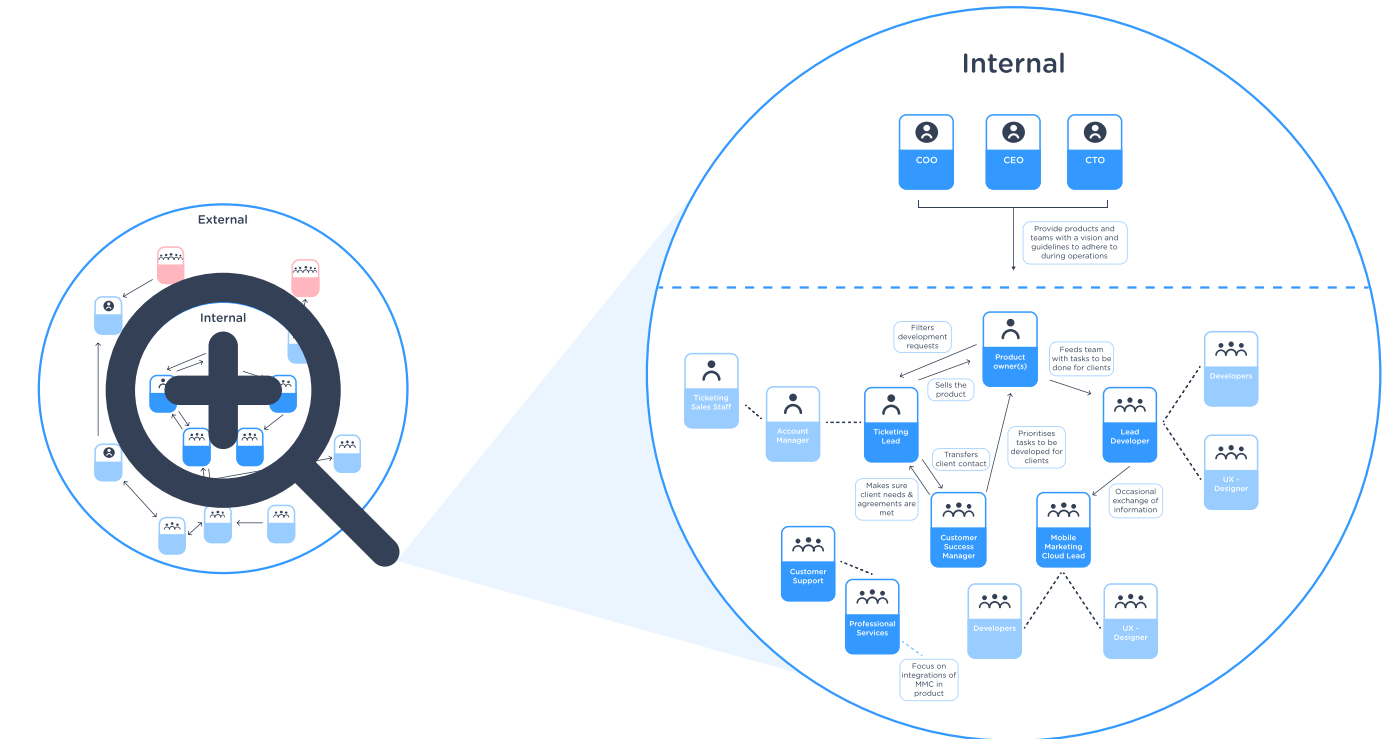 External
Internal
Internal
COO
CEO
CTO
Provide products and
teams with a vision and
guidelines to adhere to
during operations
Filters
development
requests
Product
owner(s)
Feeds team
with tasks to be
done for clients
Developers
Ticketing
Sales Staff
Sells the
product
Account
Manager
Ticketing
Lead
Lead
Developer
Prioritises
tasks to be
developed for
clients
Transfers
client contact
UX -
Designer
Makes sure
client needs &
agreements are
met
Occasional
exchange of
information
Customer
Success
Manager
Mobile
Marketing
Cloud Lead
Customer
Support
Professional
Services
Developers
UX -
Designer
Focus on
integrations of
MMC in
product